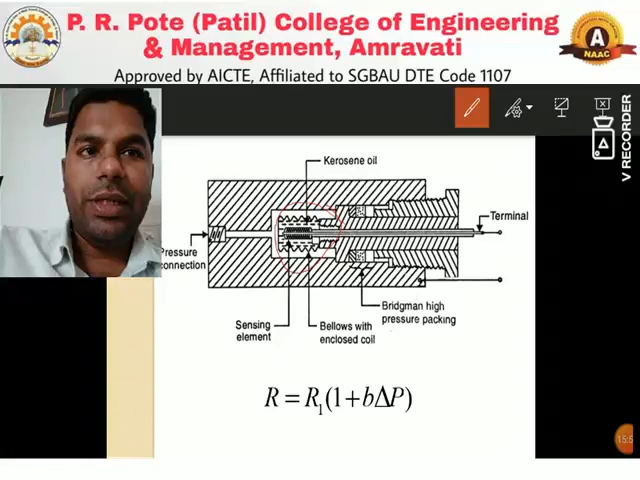 P. R. Pote (Patil) College of Engineering
& Management, Amravati
Approved by AICTE, Affiliated to SGBAU DTE Code 1107
A
NAAC
V RECORDER
Kerosene oil
Terminal
Pressure
connection
Bridgman high
pressure packing
Sensing
element
Bellows with
enclosed coil
R = R₁(1+bΔP)